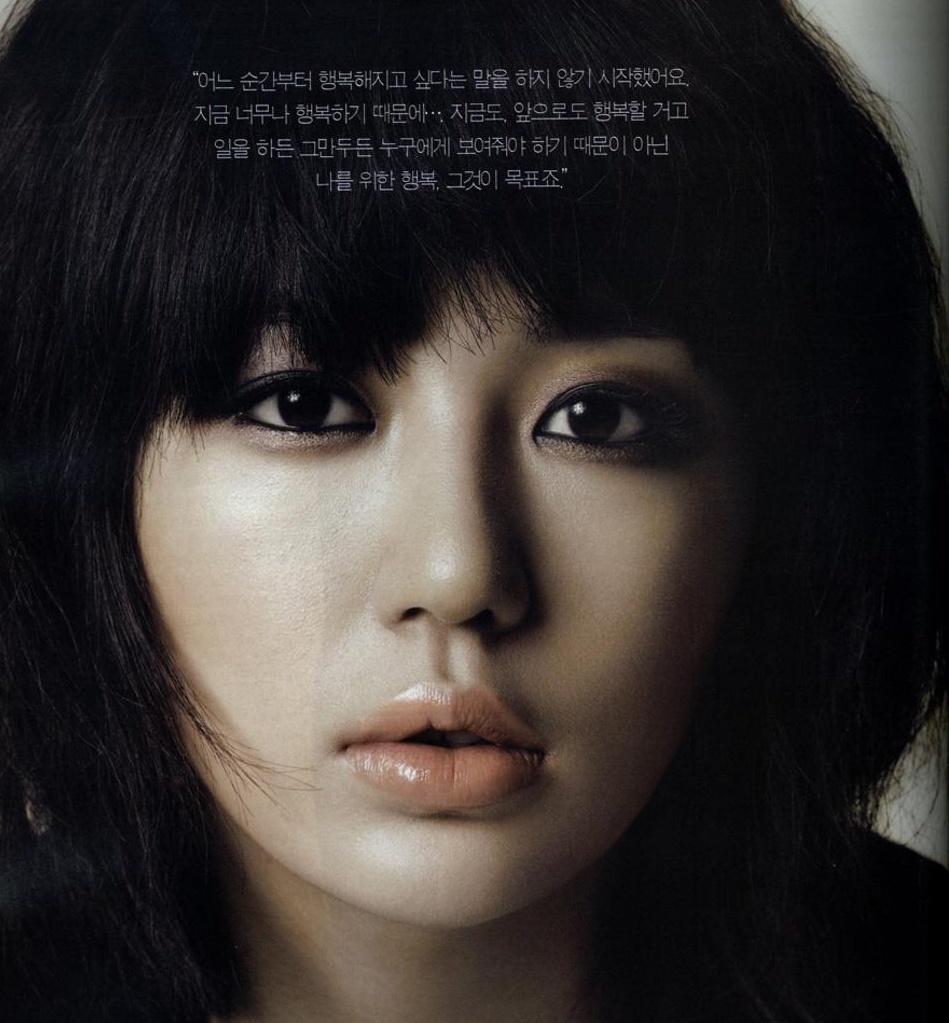 “어느 순간부터 행복해지고 싶다는 말을 하지 않기 시작했어요.
지금 너무나 행복하기 때문에…. 지금도, 앞으로도 행복할 거고
일을 하든 그만두든 누구에게 보여줘야 하기 때문이 아닌
나를 위한 행복, 그것이 목표죠.”